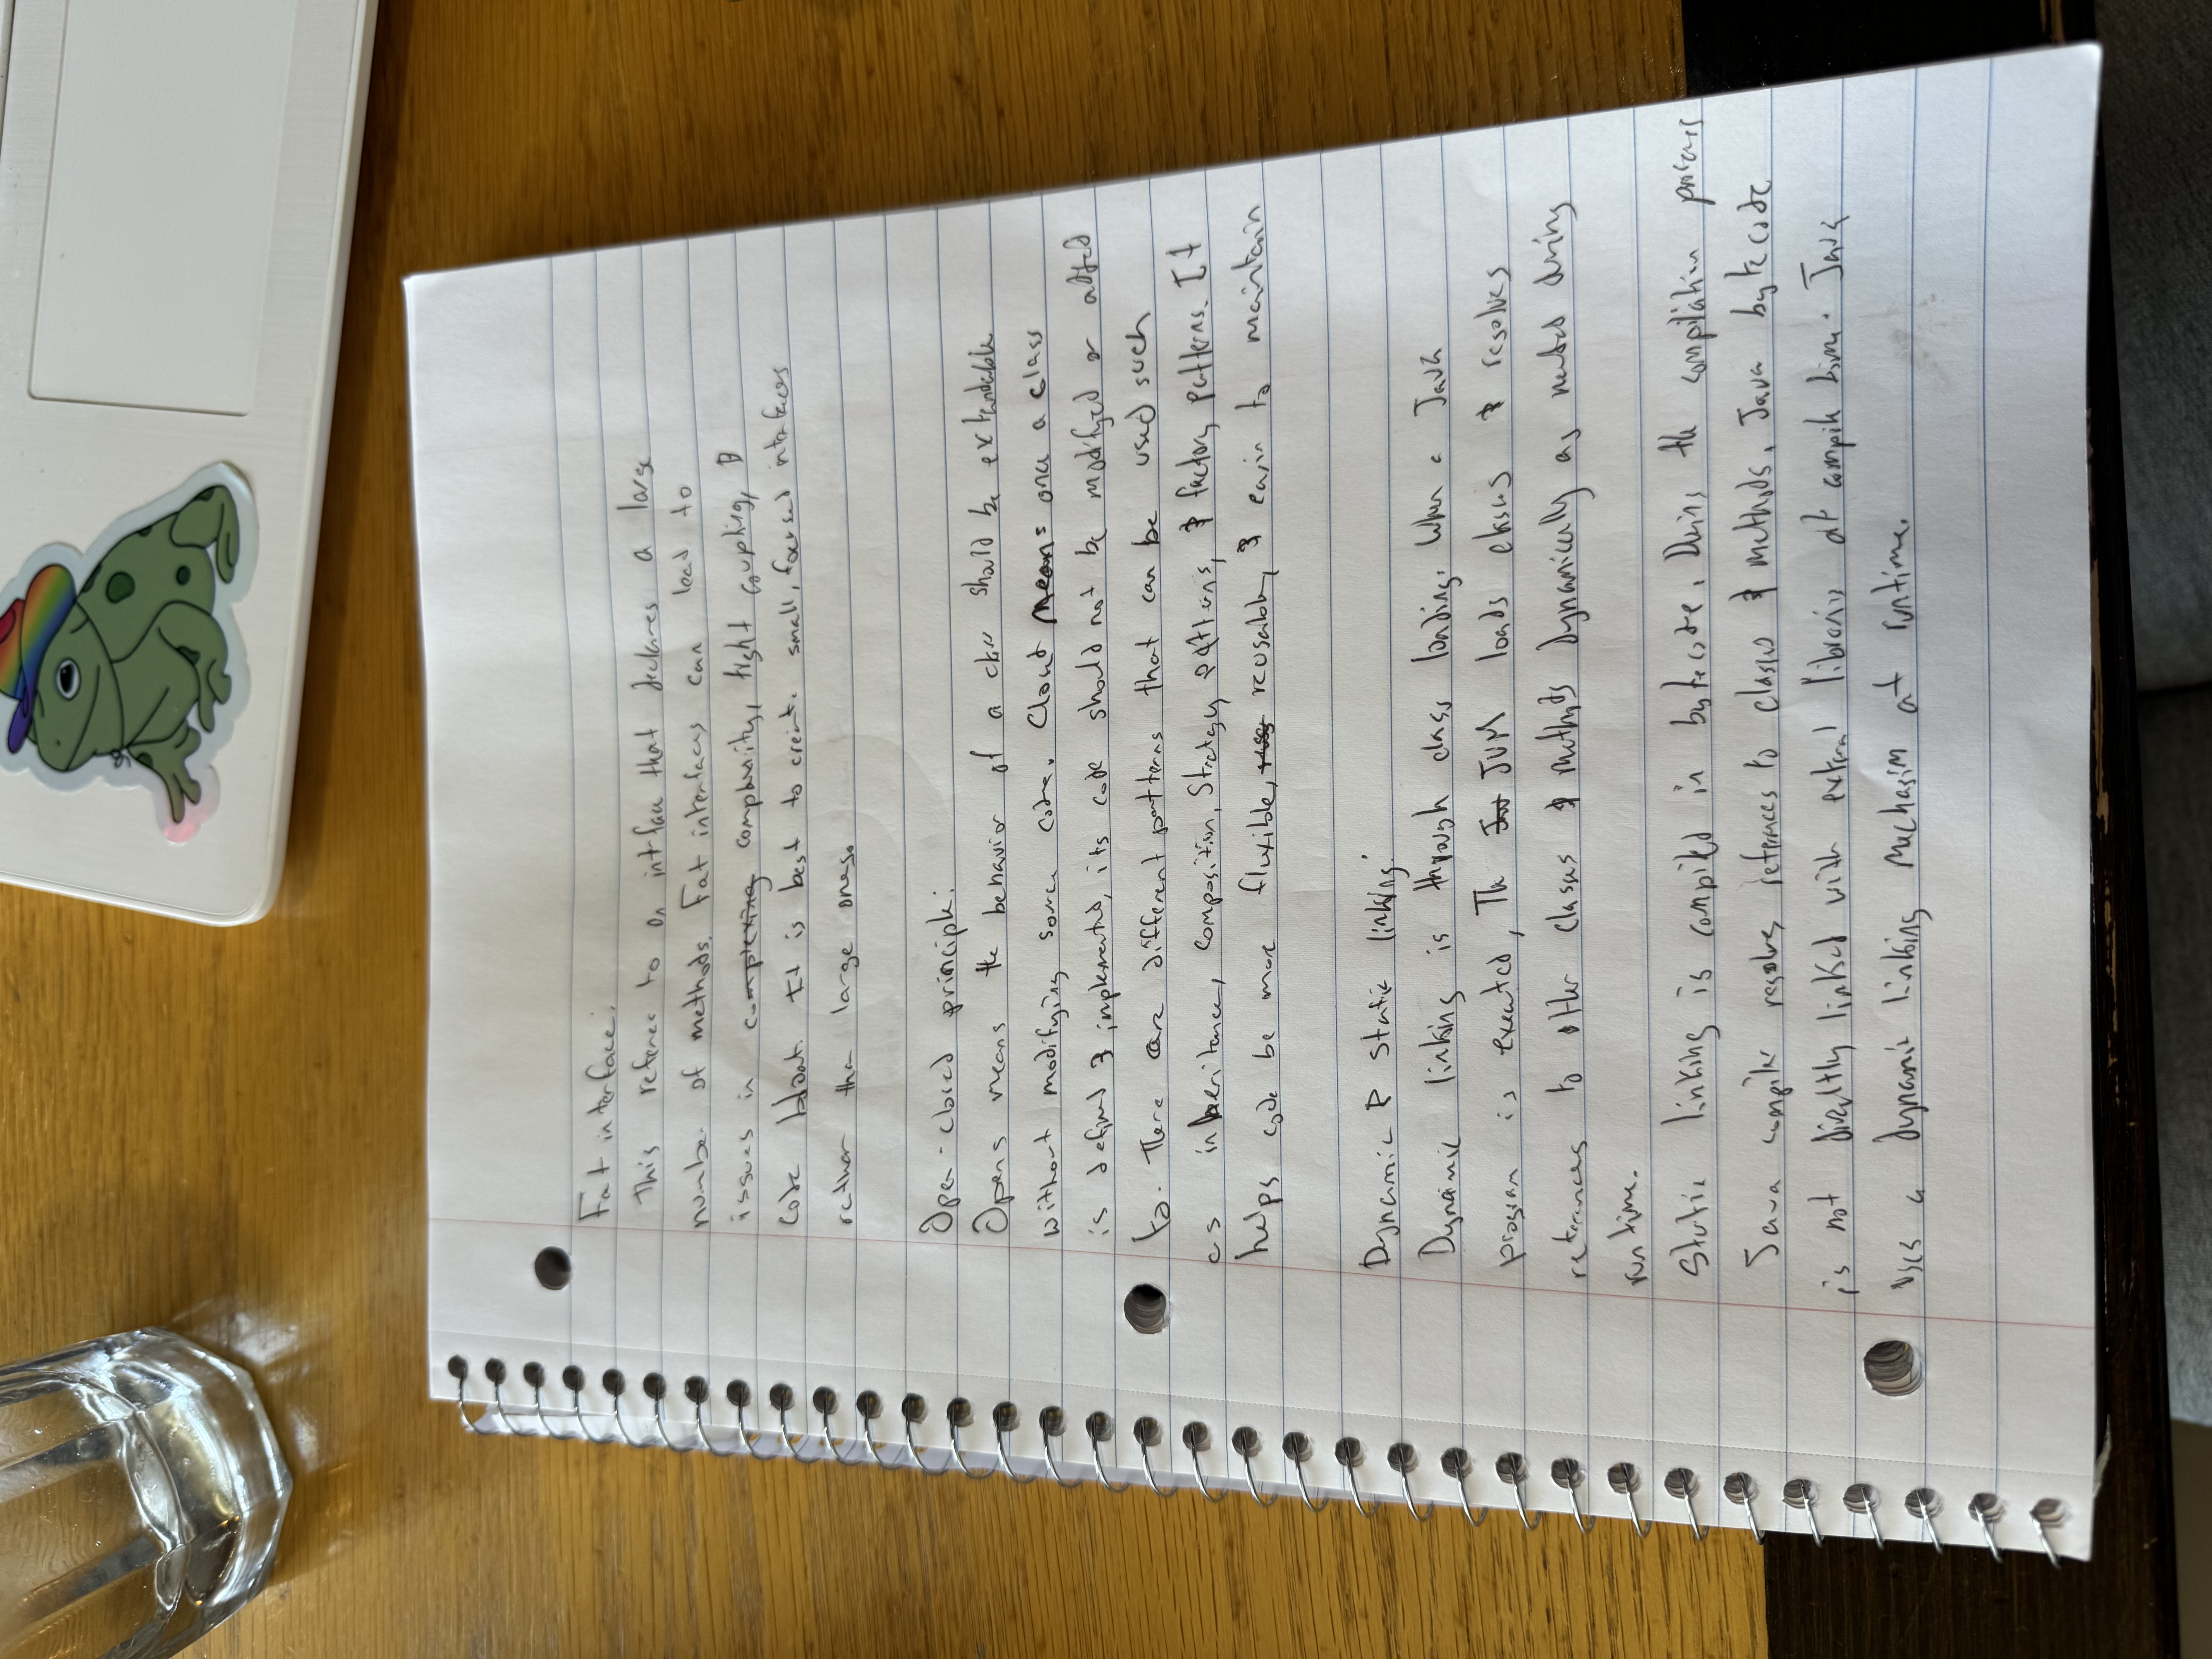 Fat interface:
This referes to an intface that declares a large
number of methods. Fat interfaces can lead to
issues in complexity, tight coupling, &
code bloat. It is best to create small, focused interfaces
rather than large ones.
Open-closed principle:
Opens means the behavior of a class should be extendable
without modifying source code. Closed means once a class
is defined & implemented, its code should not be modifyed or added
to. There are different patterns that can be used such
as inheritance, composition, Strategy patterns, & factory patterns. It
helps code be more fluxible, reusable, & easier to maintain
Dynamic & Static linking:
Dynamic linking is through class loading. When a Java
program is executed, The JVM loads classes & resolves
references to other classes & methods dynamically as needed during
runtime.
Static linking is compiled in bytecode. During the compilation process
Java compiler resolves references to classes & methods. Java bytecode
is not directly linked with external libraries at compile time. Java
uses a dynamic linking mechasim at runtime.